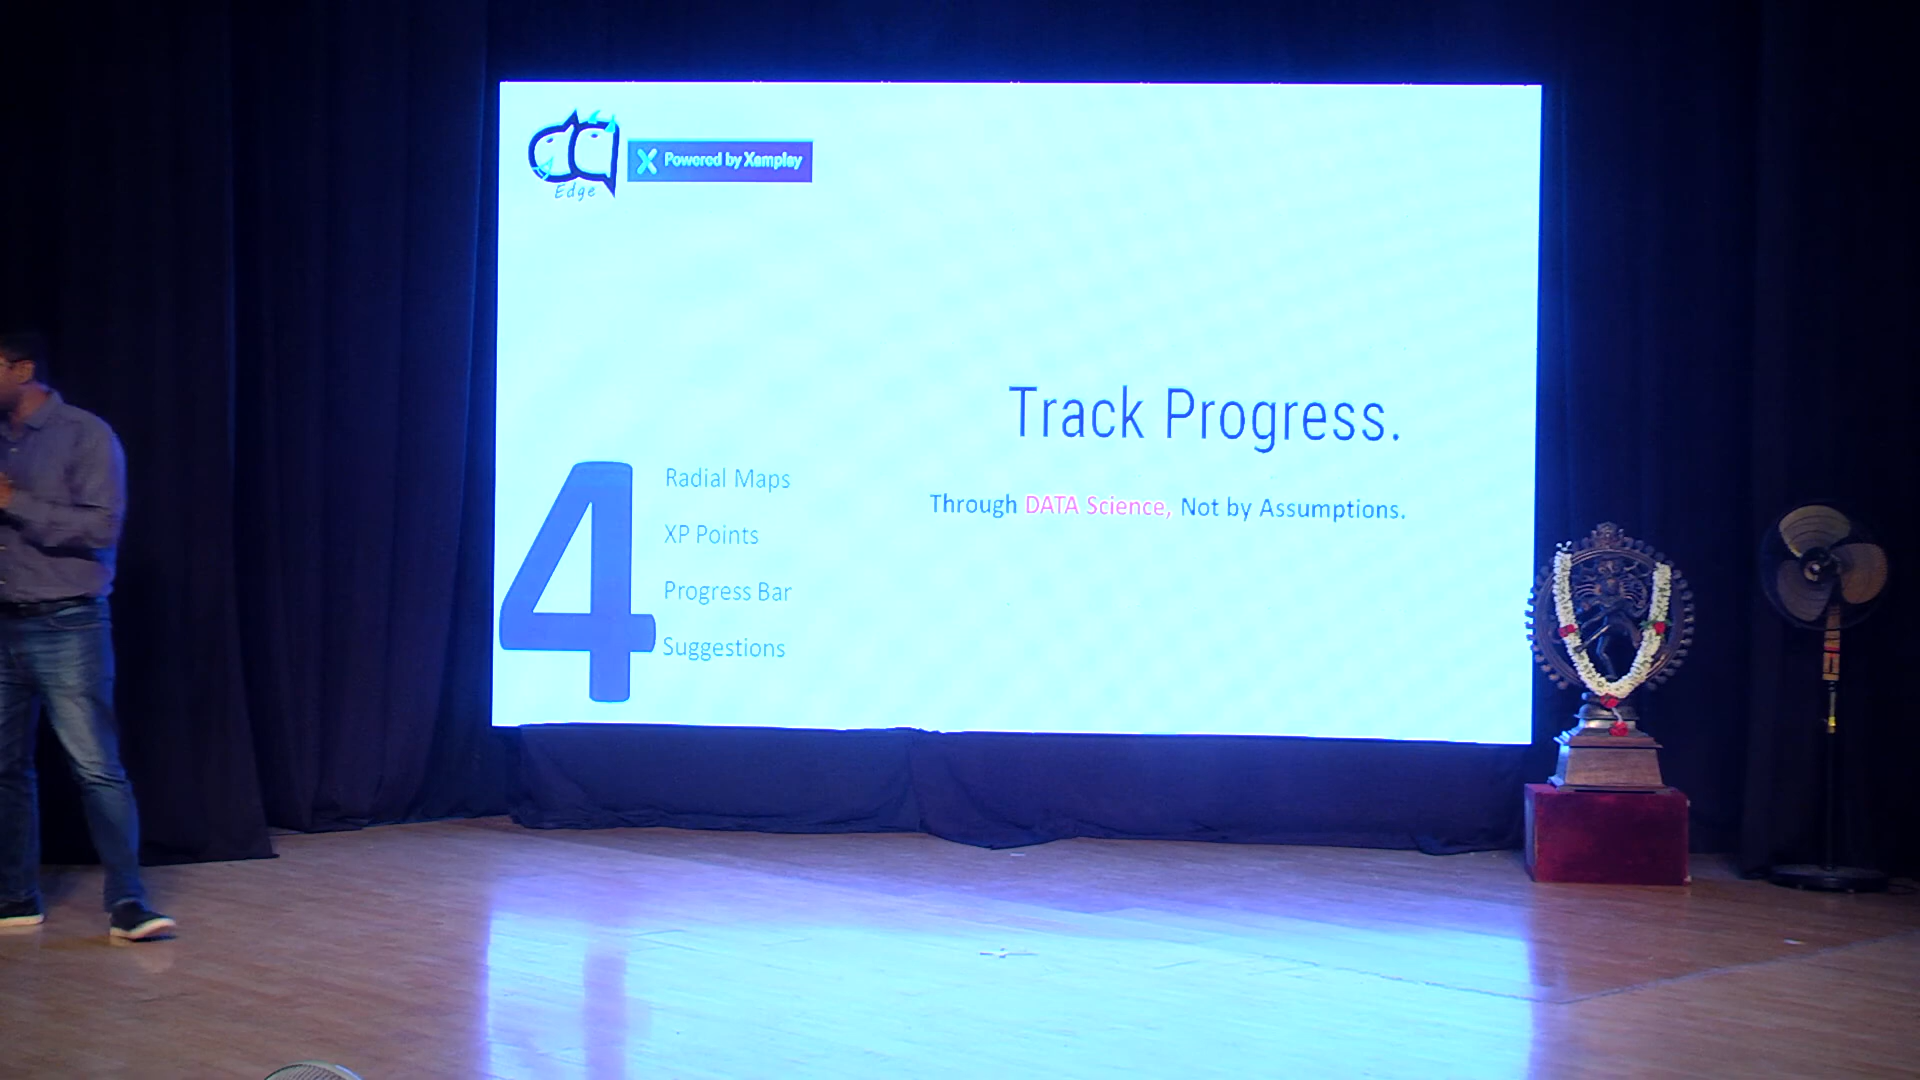 Edge
Powered by Xamplay
Track Progress.
Through DATA Science, Not by Assumptions.
4
Radial Maps
XP Points
Progress Bar
Suggestions